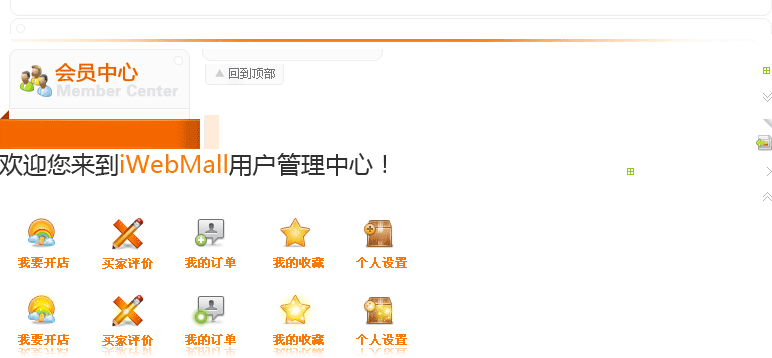 会员中心
Member Center
回到顶部
欢迎您来到iWebMall用户管理中心！
我要开店 买家评价 我的订单 我的收藏 个人设置
我要开店 买家评价 我的订单 我的收藏 个人设置